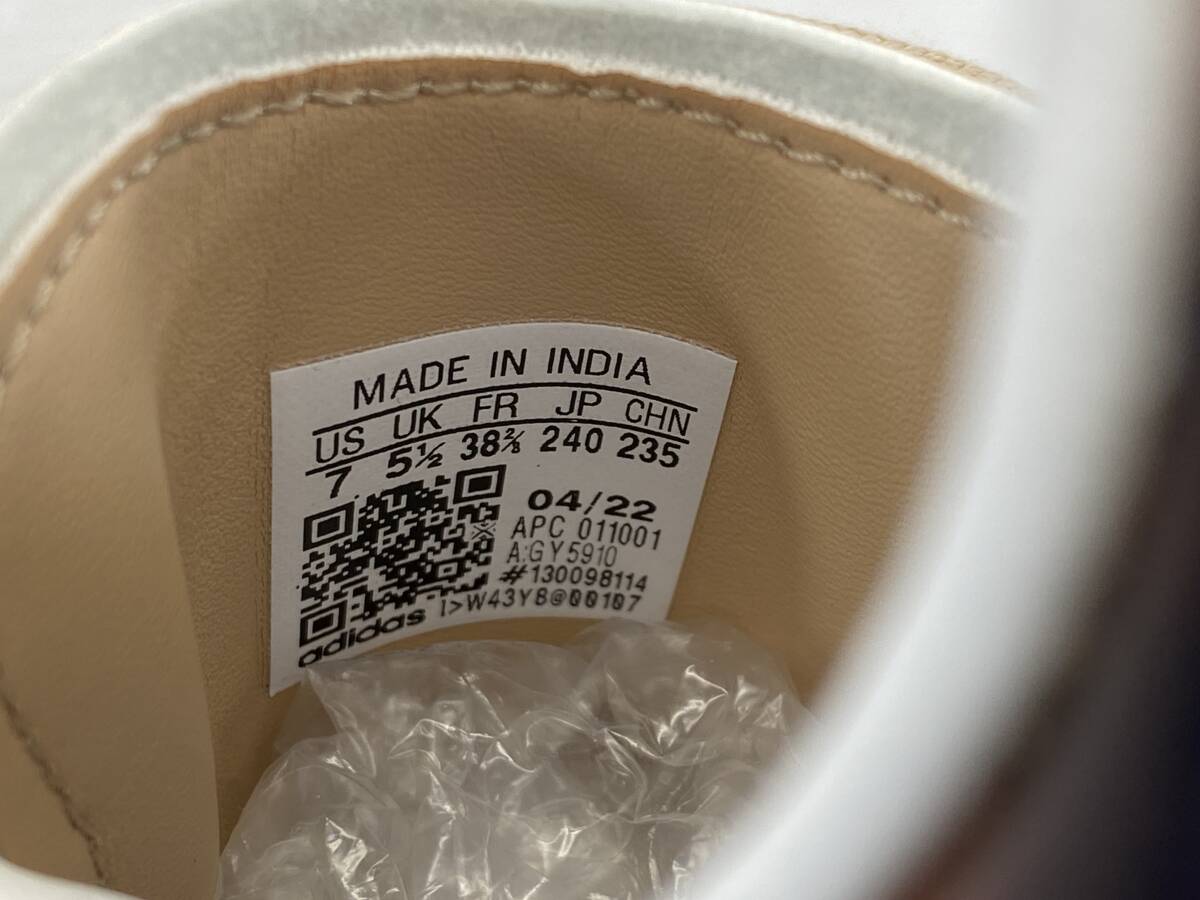 MADE IN INDIA
US UK FR JP CHN
7 5½ 38⅔ 240 235
04/22
APC 011001
A:GY5910
#130098114
1>W43Y8@00107
adidas